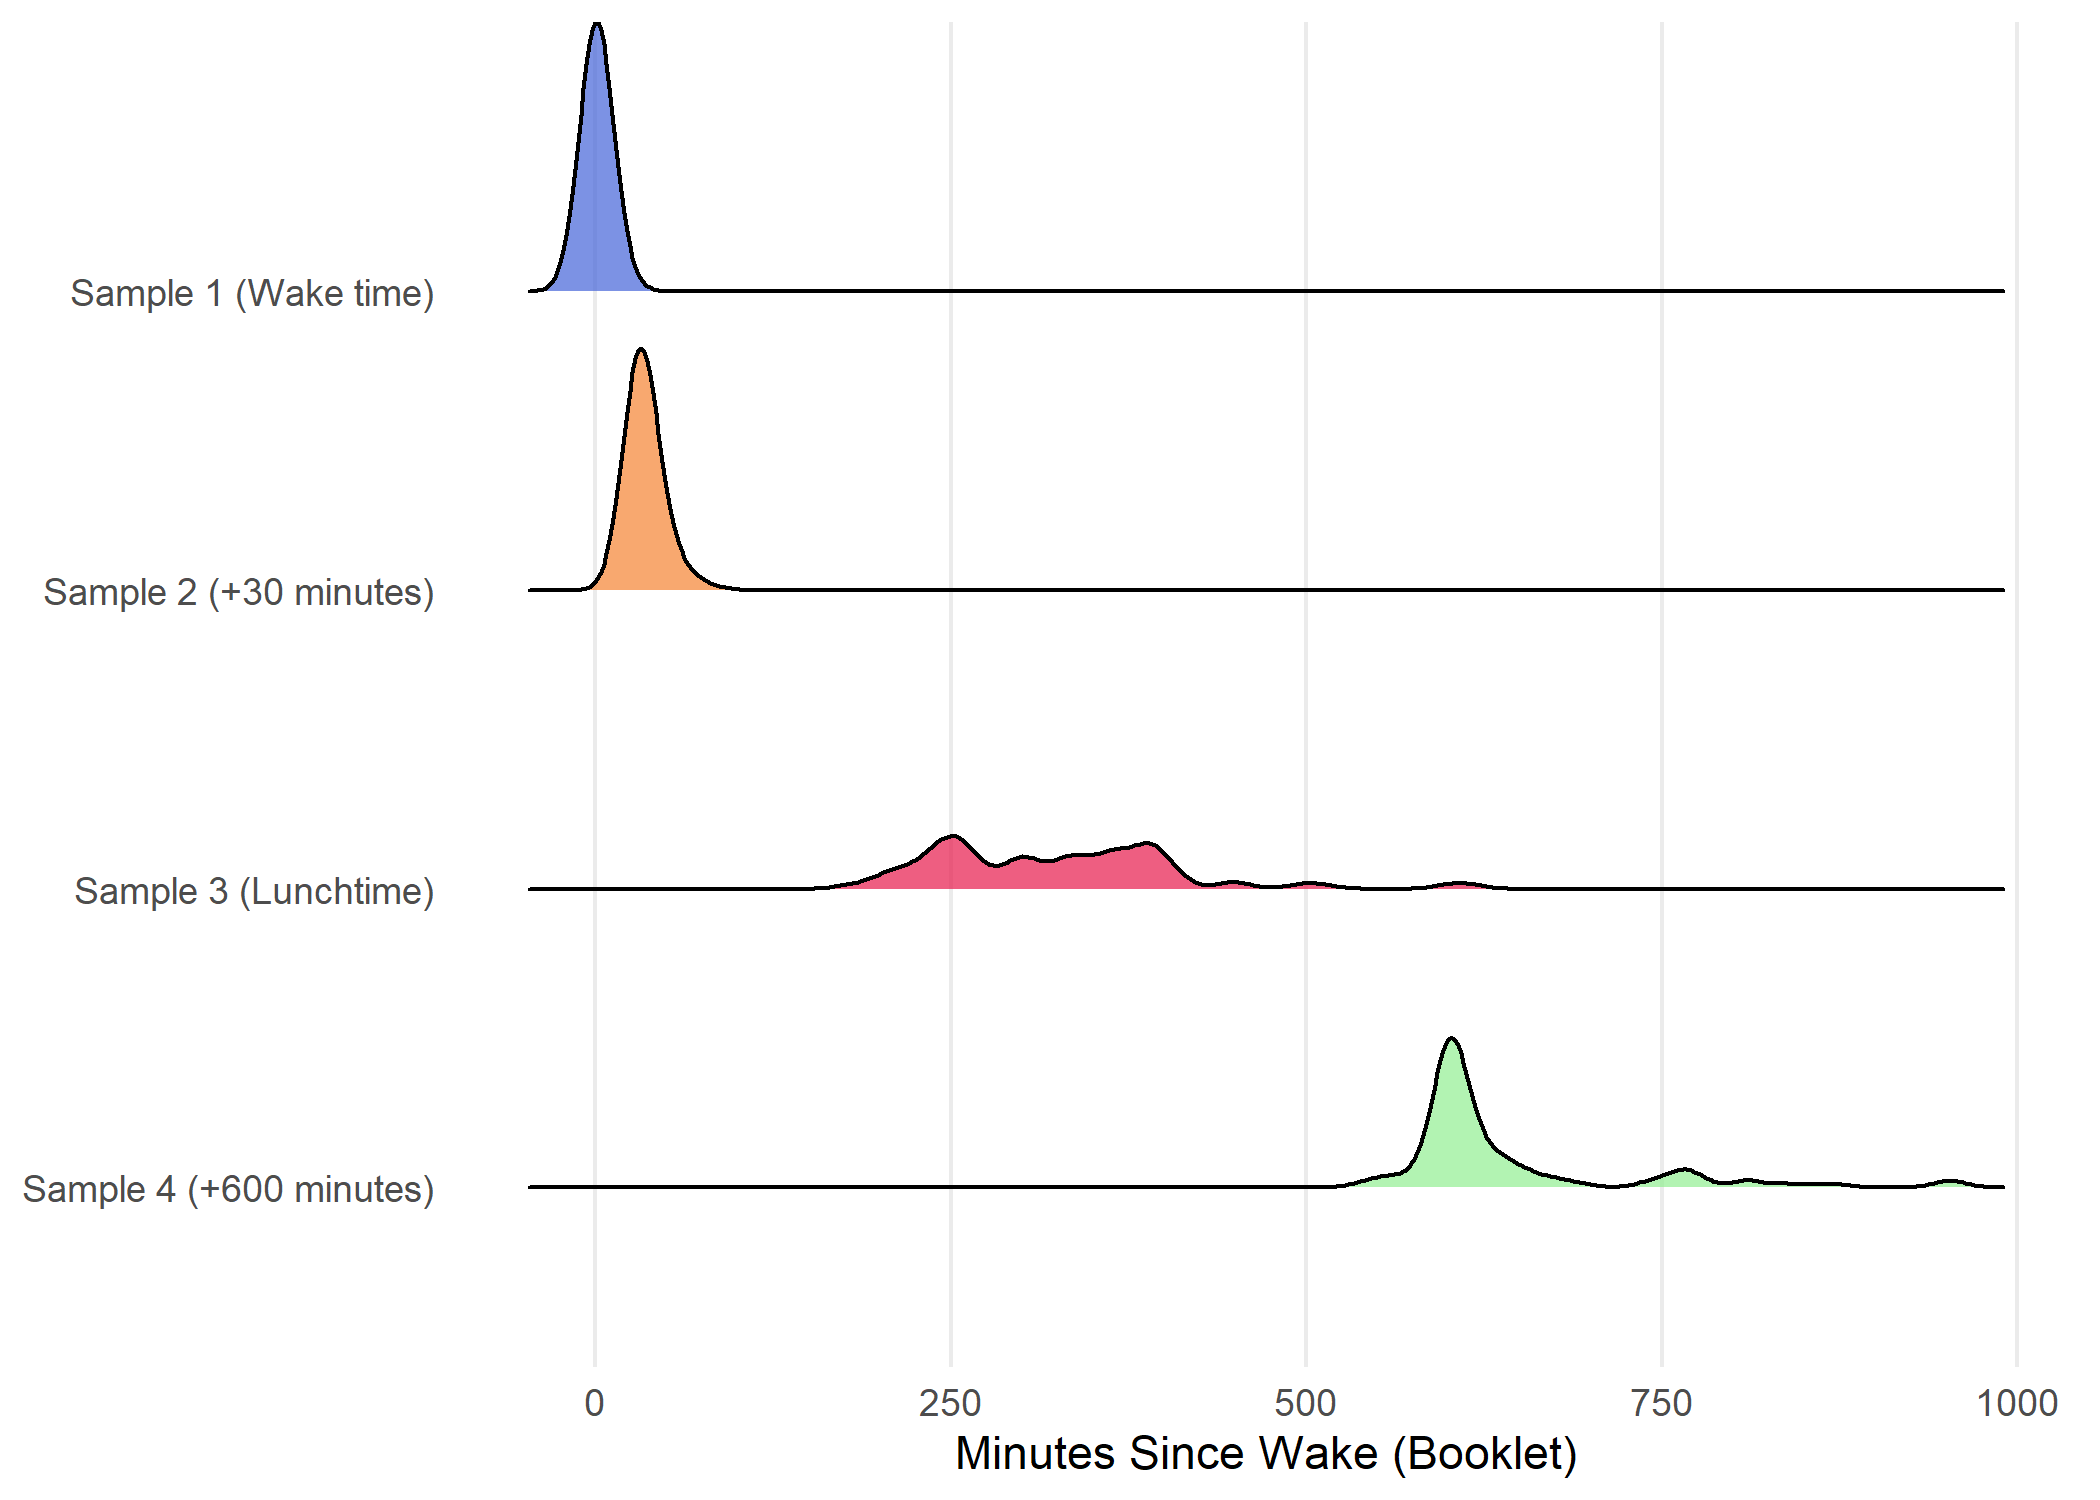 Sample 1 (Wake time)
Sample 2 (+30 minutes)
Sample 3 (Lunchtime)
Sample 4 (+600 minutes)
0 250 500 750 1000
Minutes Since Wake (Booklet)